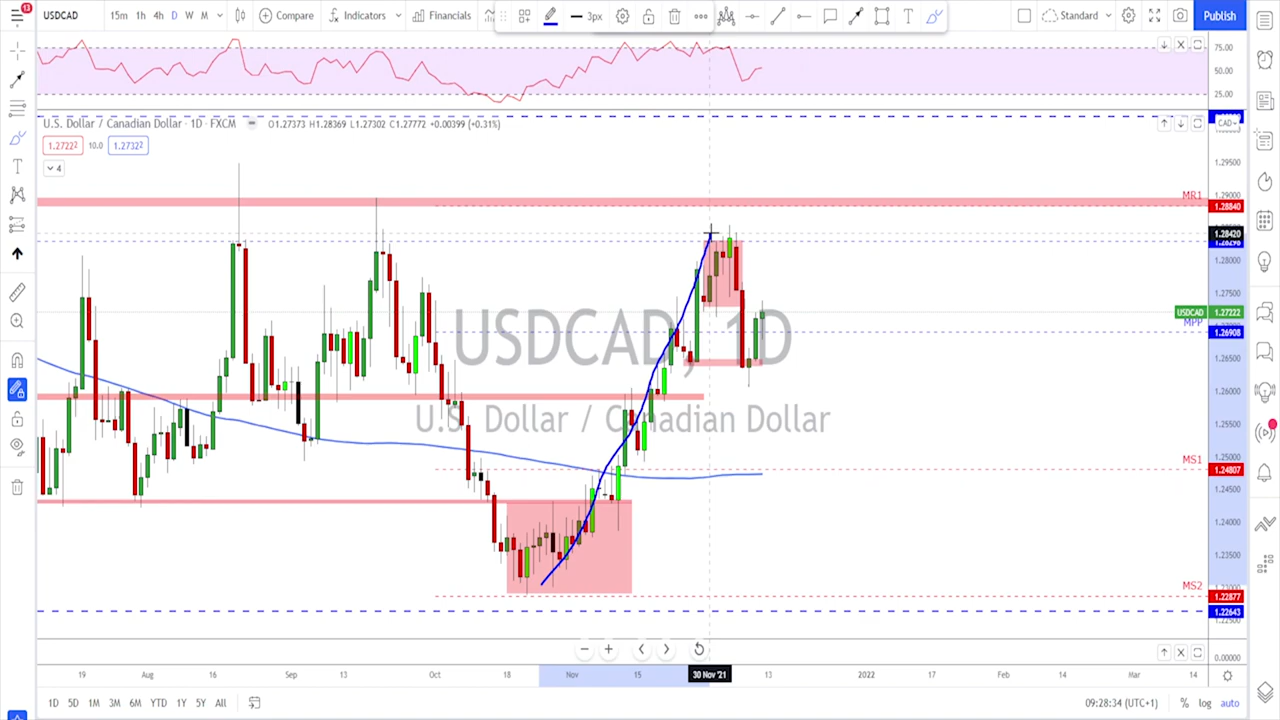 13
USDCAD
15m 1h 4h D W M
Compare
Indicators
Financials
3px
Standard
Publish
75.00
50.00
25.00
U.S. Dollar / Canadian Dollar · 1D · FXCM
O1.27373 H1.28369 L1.27302 C1.27772 +0.00399 (+0.31%)
CAD
1.27222 10.0 1.27322
4
1.29500
MR1
1.29000
1.28840
1.28420
1.28000
1.27500
USDCAD 1.27222
MPP
1.26908
USDCAD, 1D
1.26500
1.26000
U.S. Dollar / Canadian Dollar
1.25500
1.25000
MS1
1.24807
1.24500
1.24000
1.23500
MS2
1.22877
1.22643
0.00000
19 Aug 16 Sep 13 Oct 18 Nov 15 30 Nov '21 13 2022 17 Feb 14 Mar 14
1D 5D 1M 3M 6M YTD 1Y 5Y All
09:28:34 (UTC+1) % log auto